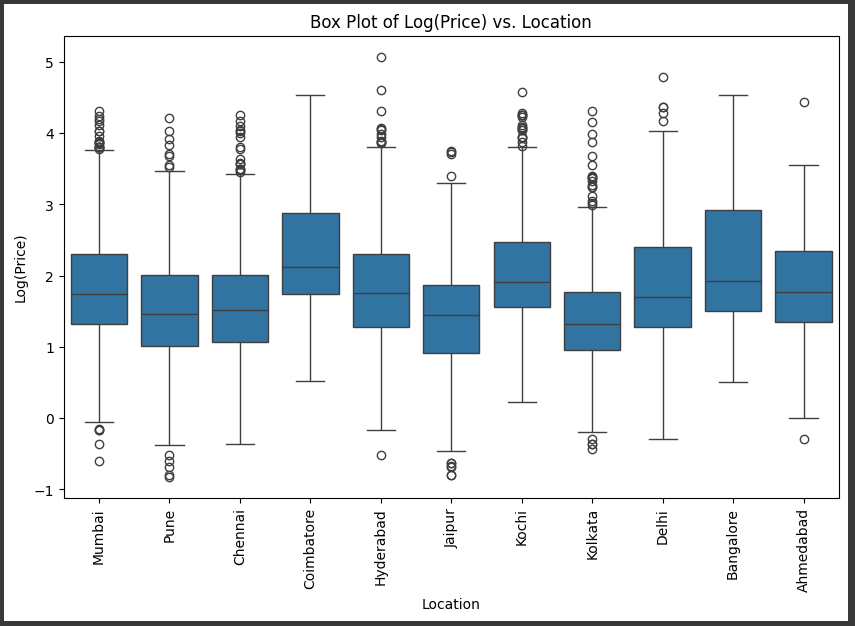 Box Plot of Log(Price) vs. Location
Log(Price)
5
4
3
2
1
0
−1
Mumbai
Pune
Chennai
Coimbatore
Hyderabad
Jaipur
Kochi
Kolkata
Delhi
Bangalore
Ahmedabad
Location